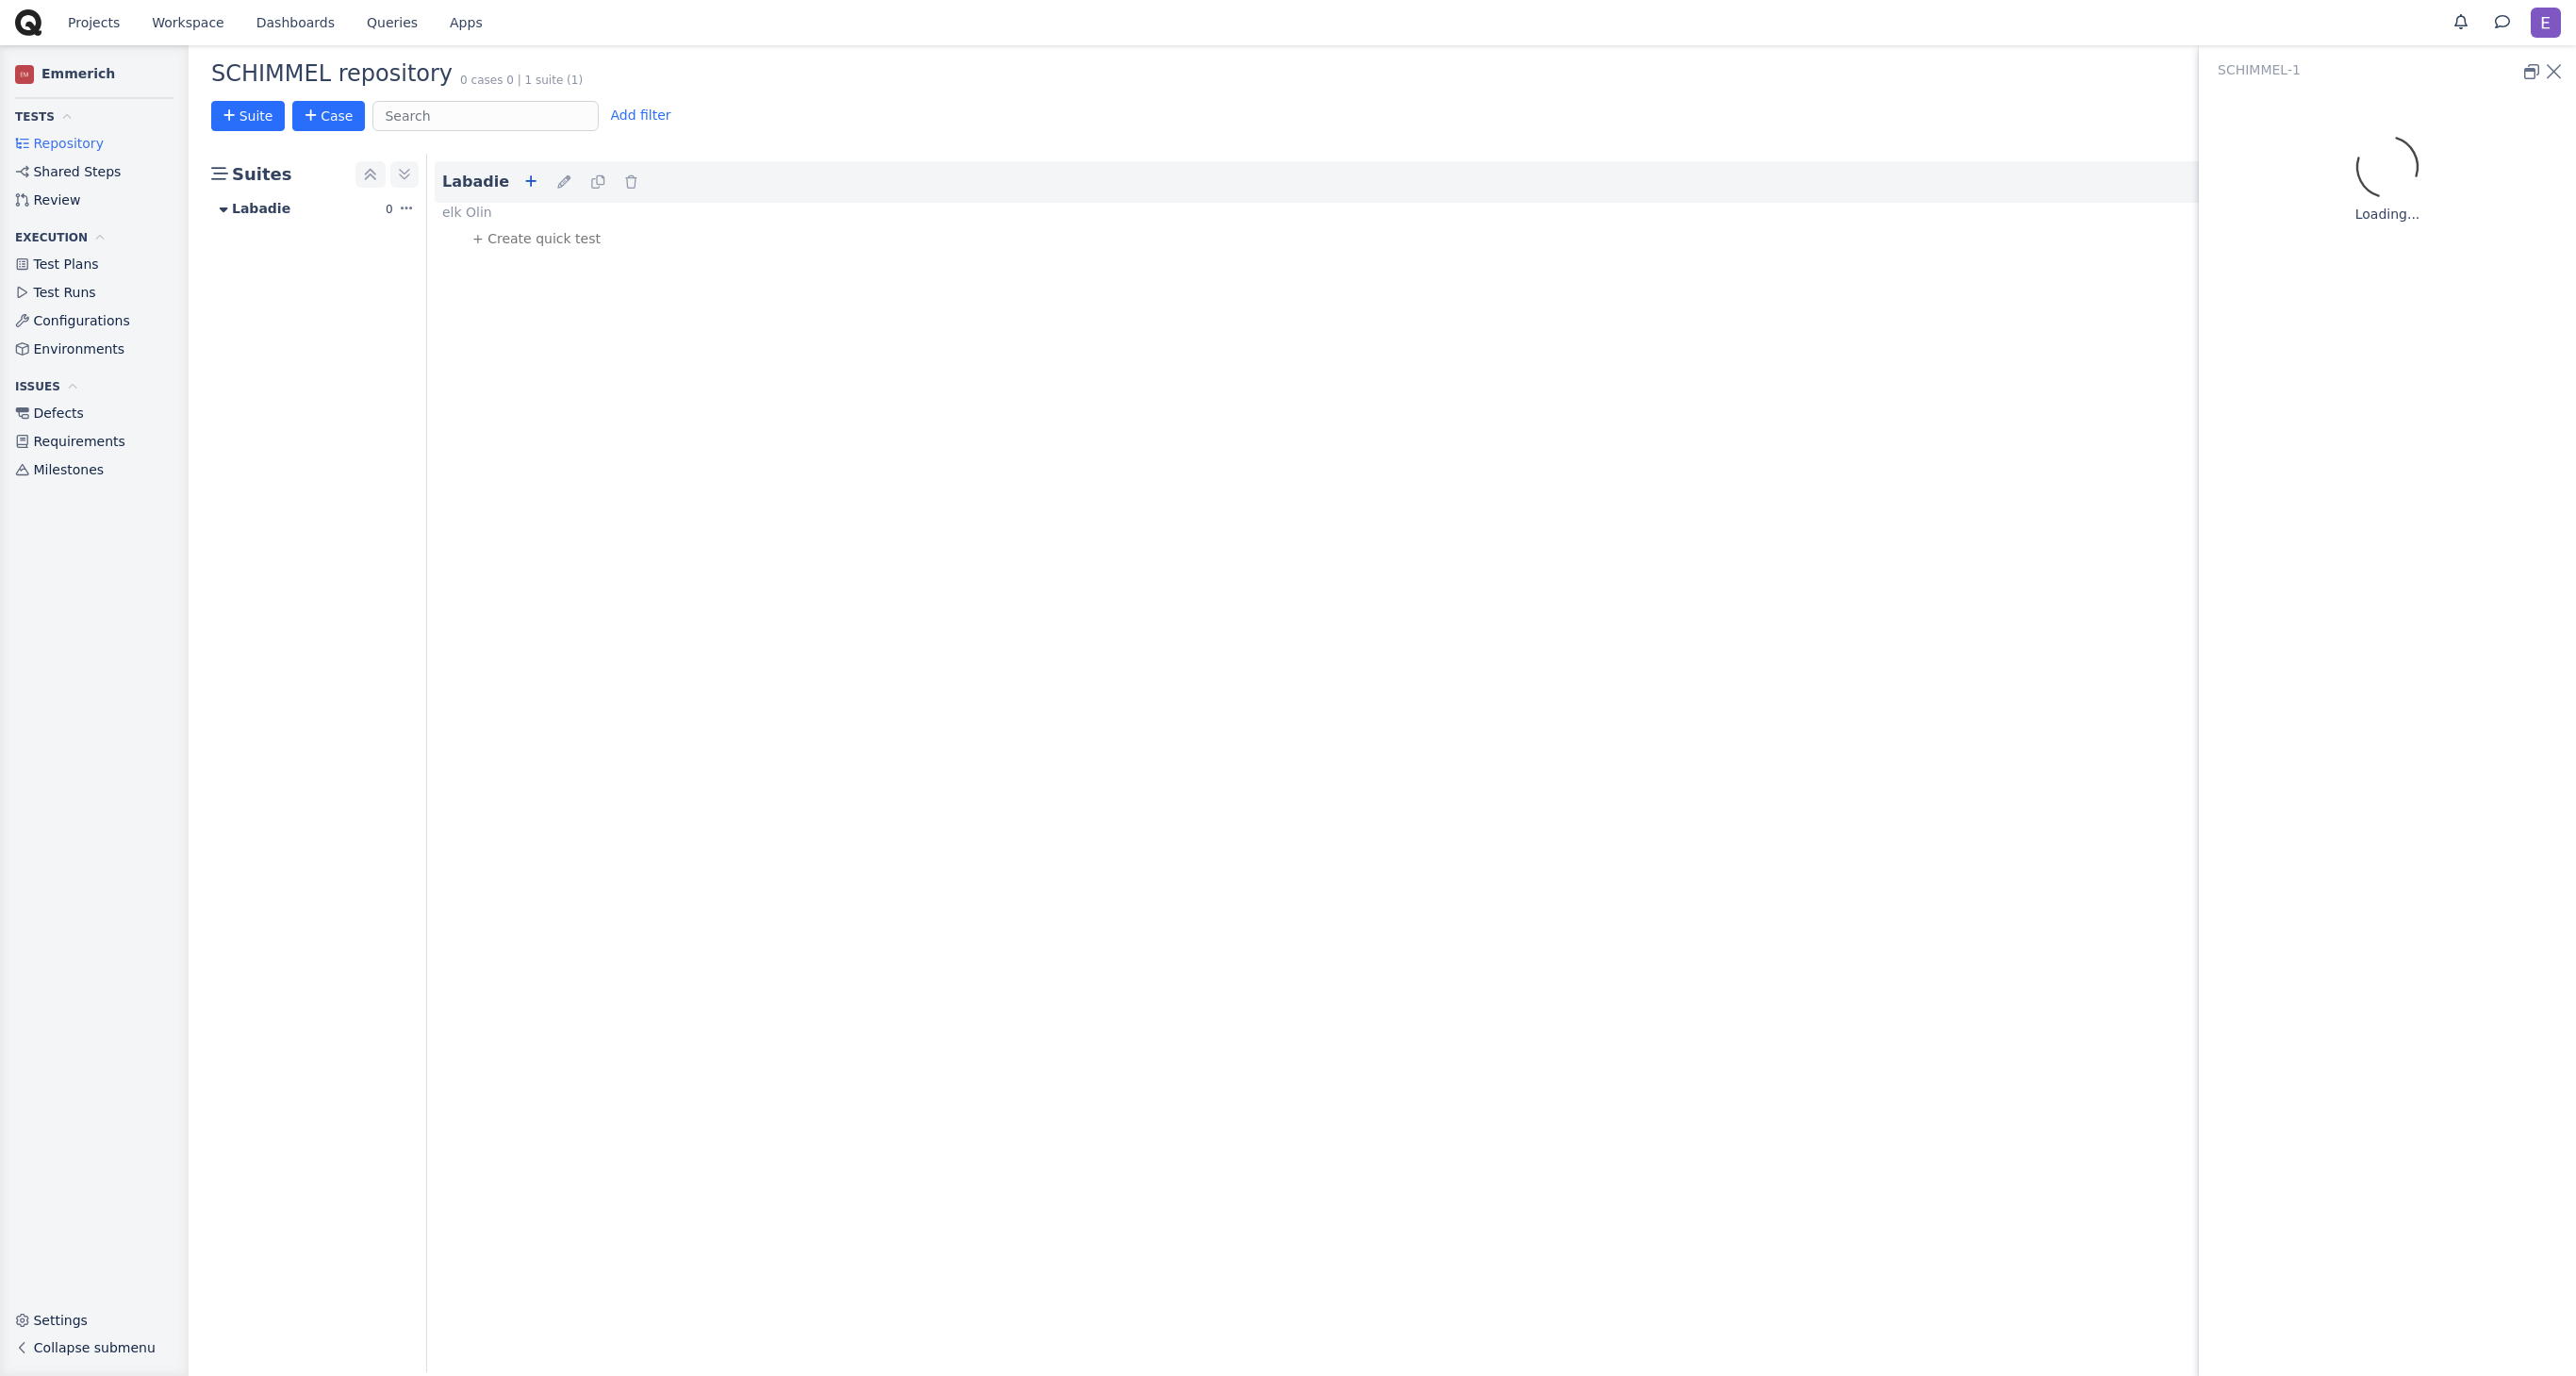 Projects Workspace Dashboards Queries Apps E
EM Emmerich
TESTS
Repository
Shared Steps
Review
EXECUTION
Test Plans
Test Runs
Configurations
Environments
ISSUES
Defects
Requirements
Milestones
Settings
Collapse submenu
SCHIMMEL repository 0 cases 0 | 1 suite (1)
+ Suite + Case Search Add filter
Suites
Labadie 0
Labadie
elk Olin
+ Create quick test
SCHIMMEL-1
Loading...